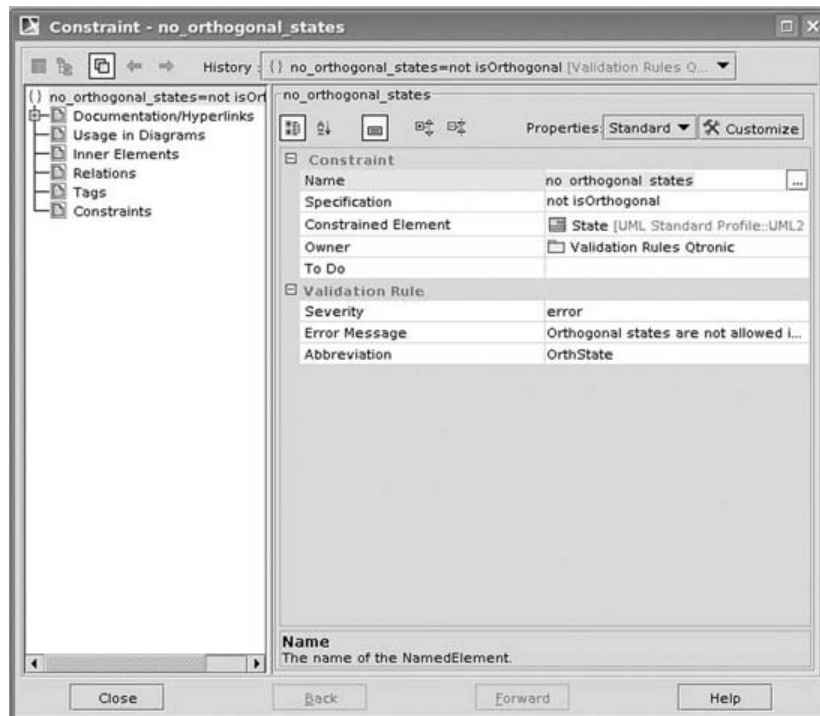 Constraint - no_orthogonal_states
History : {} no_orthogonal_states=not isOrthogonal [Validation Rules Q...
{} no_orthogonal_states=not isOrt
Documentation/Hyperlinks
Usage in Diagrams
Inner Elements
Relations
Tags
Constraints
no_orthogonal_states
Properties: Standard Customize
Constraint
Name no_orthogonal_states ...
Specification not isOrthogonal
Constrained Element State [UML Standard Profile::UML2
Owner Validation Rules Qtronic
To Do
Validation Rule
Severity error
Error Message Orthogonal states are not allowed i...
Abbreviation OrthState
Name
The name of the NamedElement.
Close Back Forward Help